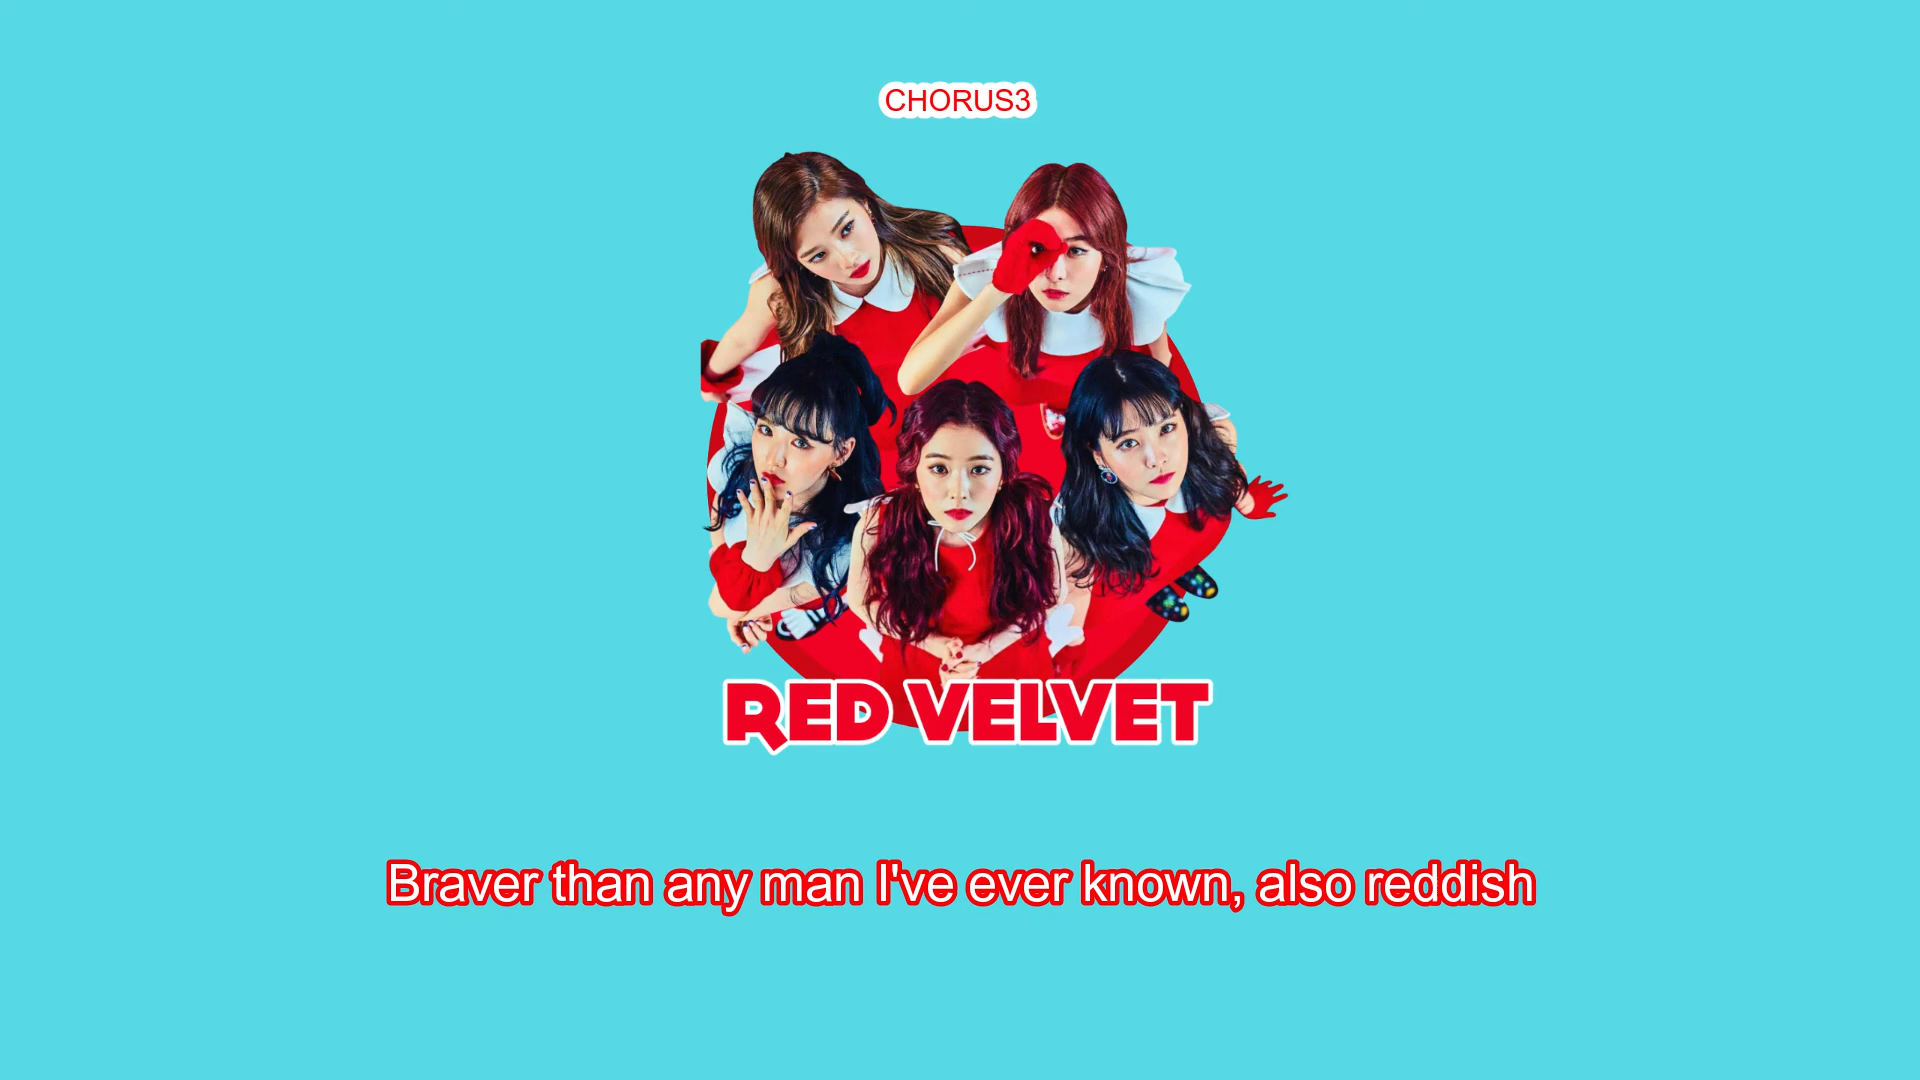 CHORUS3
RED VELVET
Braver than any man I've ever known, also reddish